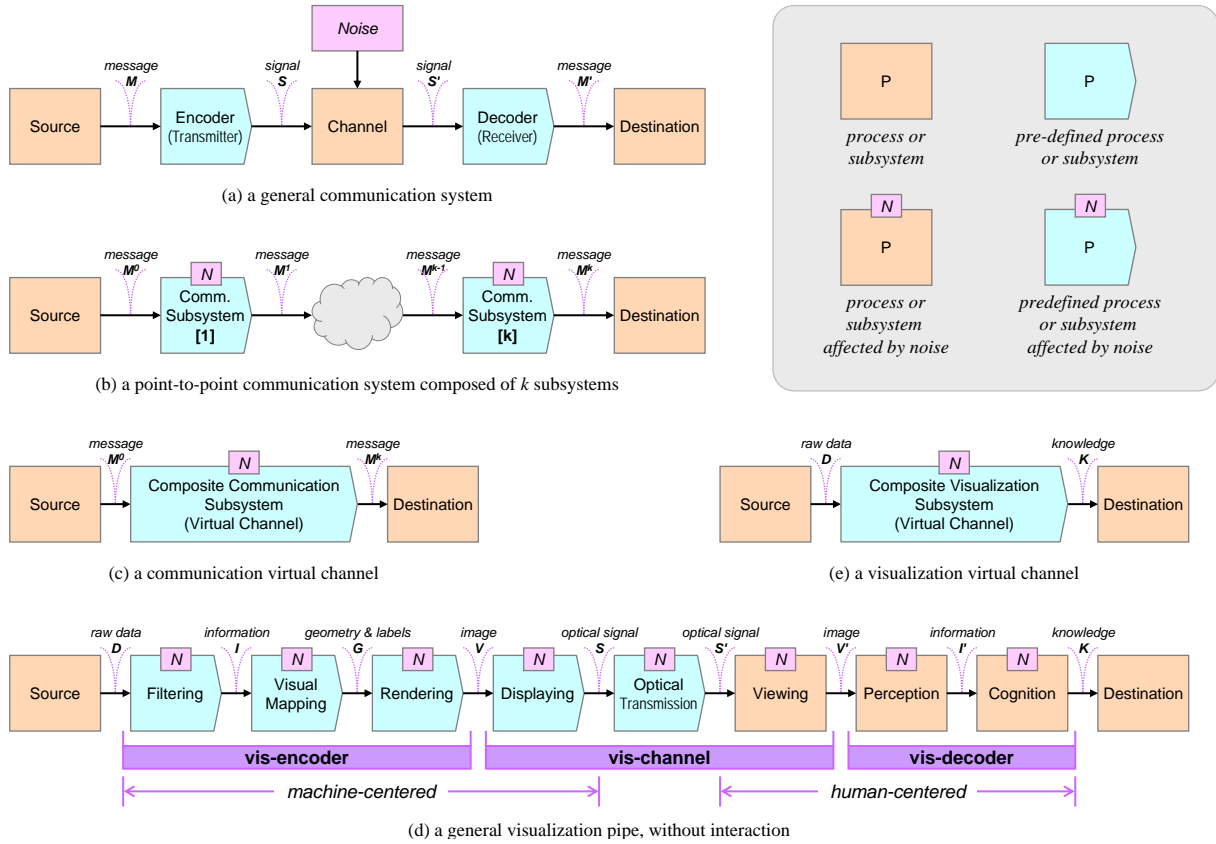 Noise
message
M
signal
S
signal
S'
message
M'
Source
Encoder
(Transmitter)
Channel
Decoder
(Receiver)
Destination
(a) a general communication system
P
process or
subsystem
P
pre-defined process
or subsystem
N
P
process or
subsystem
affected by noise
N
P
predefined process
or subsystem
affected by noise
message
M⁰
message
M¹
message
Mᵏ⁻¹
message
Mᵏ
Source
N
Comm.
Subsystem
[1]
N
Comm.
Subsystem
[k]
Destination
(b) a point-to-point communication system composed of k subsystems
message
M⁰
message
Mᵏ
Source
N
Composite Communication
Subsystem
(Virtual Channel)
Destination
(c) a communication virtual channel
raw data
D
knowledge
K
Source
N
Composite Visualization
Subsystem
(Virtual Channel)
Destination
(e) a visualization virtual channel
raw data
D
information
I
geometry & labels
G
image
V
optical signal
S
optical signal
S'
image
V'
information
I'
knowledge
K
Source
N
Filtering
N
Visual
Mapping
N
Rendering
N
Displaying
N
Optical
Transmission
N
Viewing
N
Perception
N
Cognition
Destination
vis-encoder
vis-channel
vis-decoder
machine-centered
human-centered
(d) a general visualization pipe, without interaction